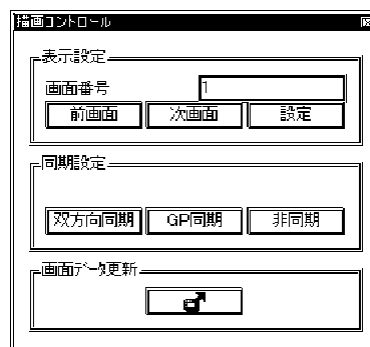 描画コントロール
表示設定
画面番号 1
前画面 次画面 設定
同期設定
双方向同期 GP同期 非同期
画面ﾃﾞｰﾀ更新